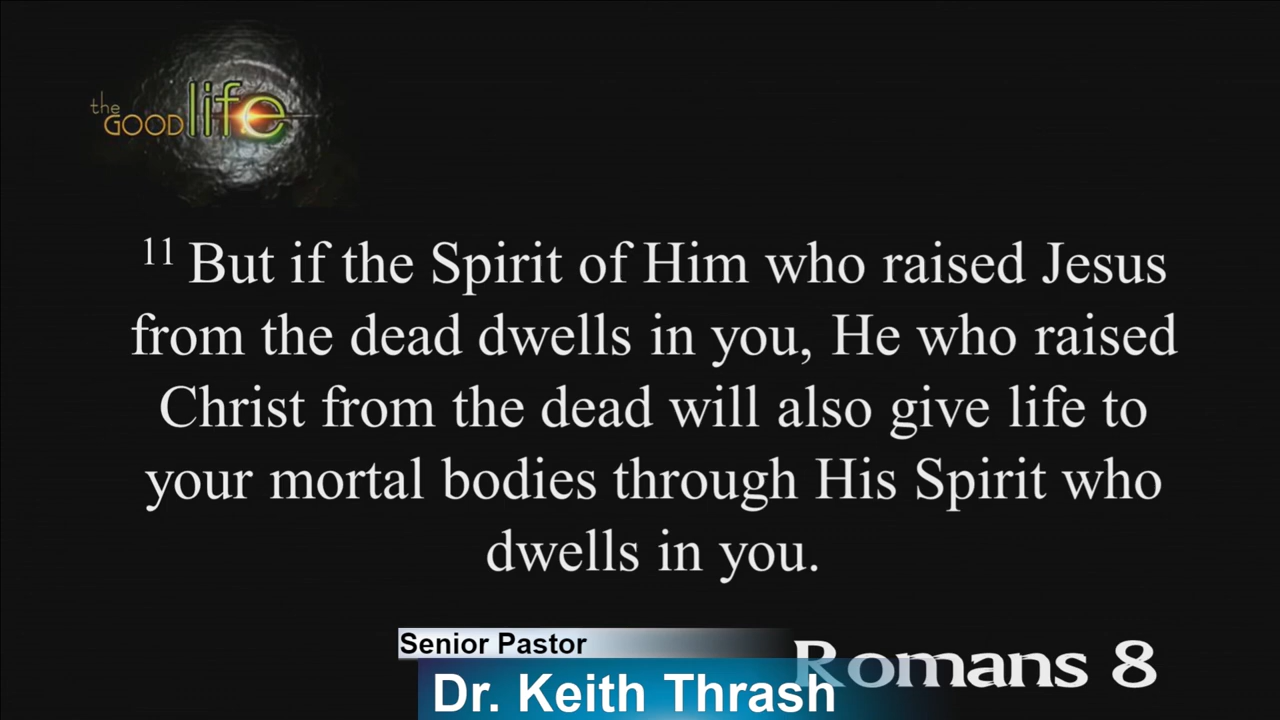 the
GOOD life
11 But if the Spirit of Him who raised Jesus
from the dead dwells in you, He who raised
Christ from the dead will also give life to
your mortal bodies through His Spirit who
dwells in you.
Senior Pastor
Romans 8
Dr. Keith Thrash